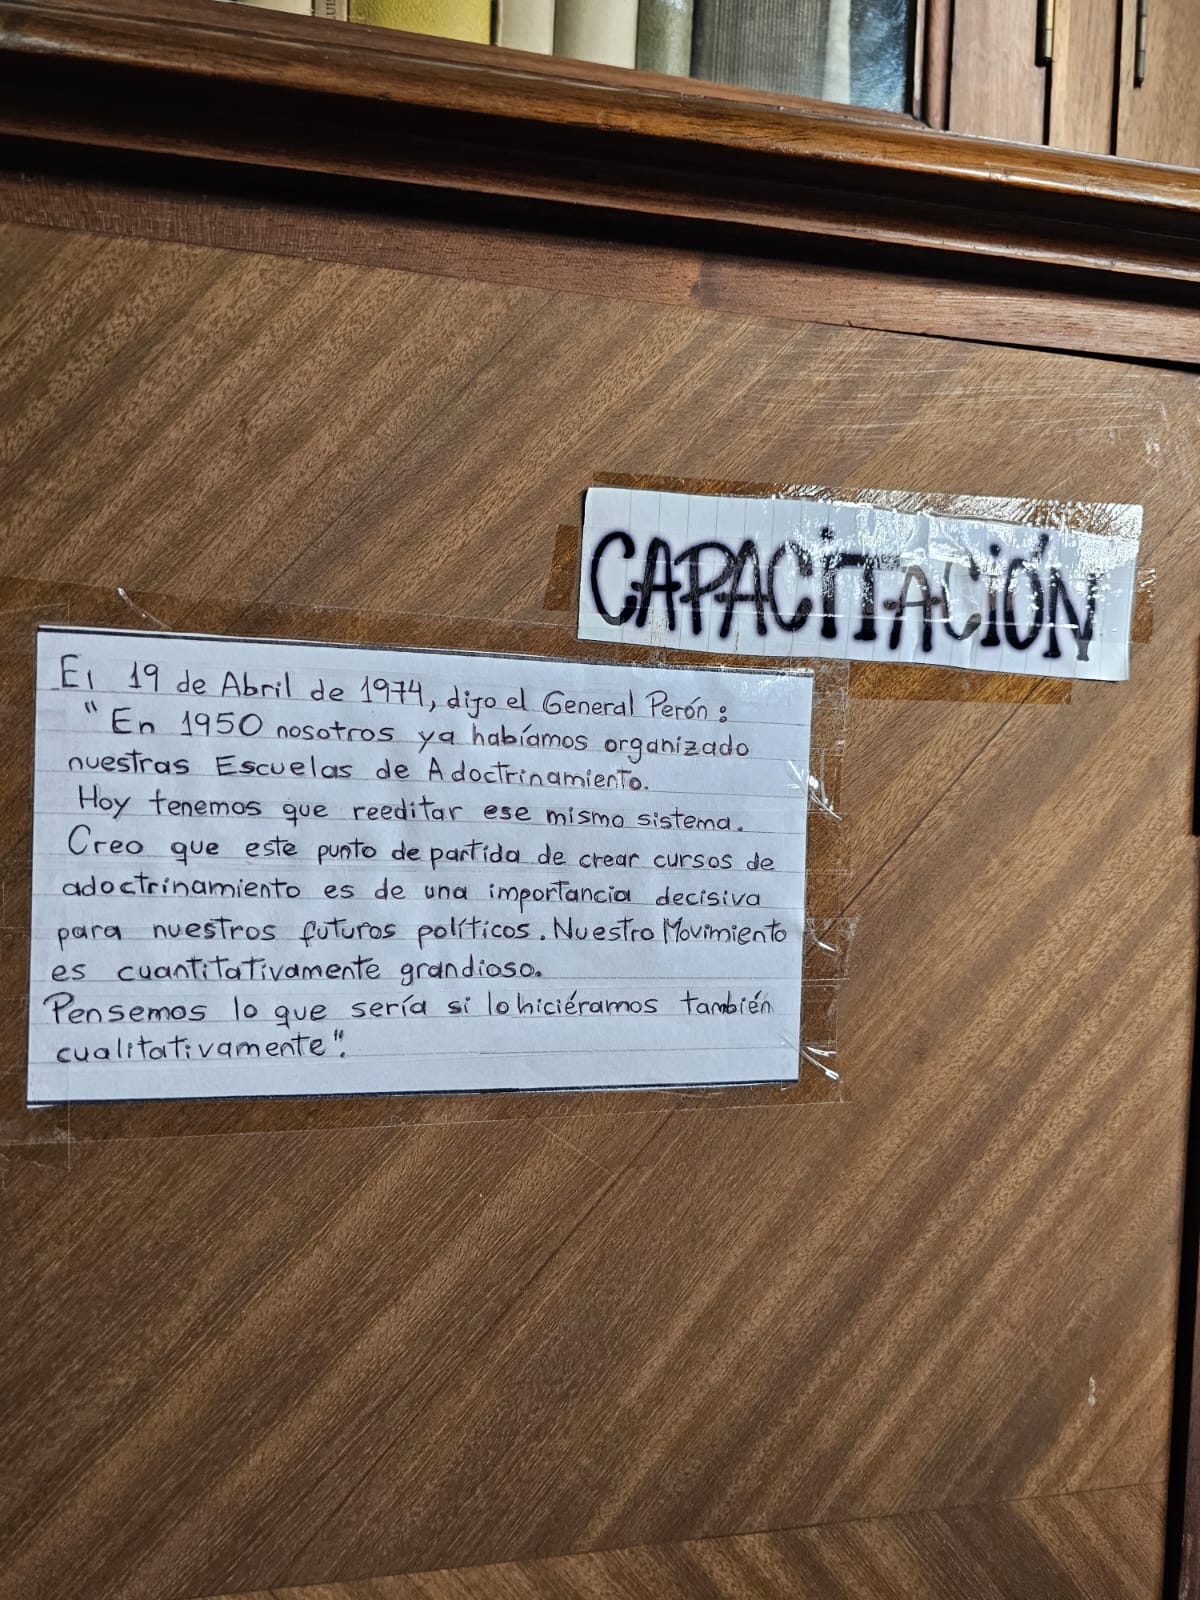 CAPACITACIÓN
El 19 de Abril de 1974, dijo el General Perón:
"En 1950 nosotros ya habíamos organizado
nuestras Escuelas de Adoctrinamiento.
Hoy tenemos que reeditar ese mismo sistema.
Creo que este punto de partida de crear cursos de
adoctrinamiento es de una importancia decisiva
para nuestros futuros políticos. Nuestro Movimiento
es cuantitativamente grandioso.
Pensemos lo que sería si lo hiciéramos también
cualitativamente".